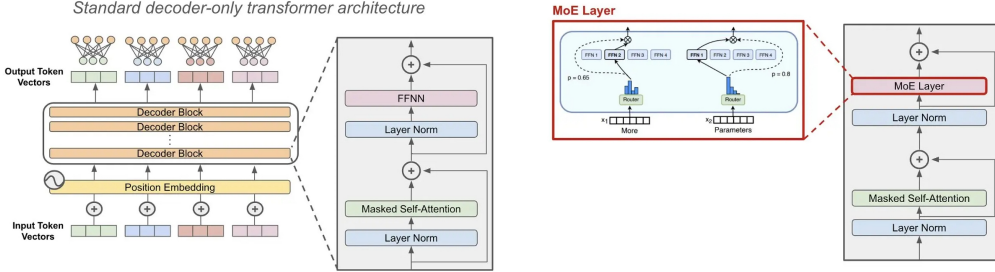 Standard decoder-only transformer architecture
Output Token
Vectors
Decoder Block
Decoder Block
Decoder Block
Position Embedding
Input Token
Vectors
FFNN
Layer Norm
Masked Self-Attention
Layer Norm
MoE Layer
FFN 1
FFN 2
FFN 3
FFN 4
FFN 1
FFN 2
FFN 3
FFN 4
p = 0.65
p = 0.8
Router
Router
x1
More
x2
Parameters
MoE Layer
Layer Norm
Masked Self-Attention
Layer Norm